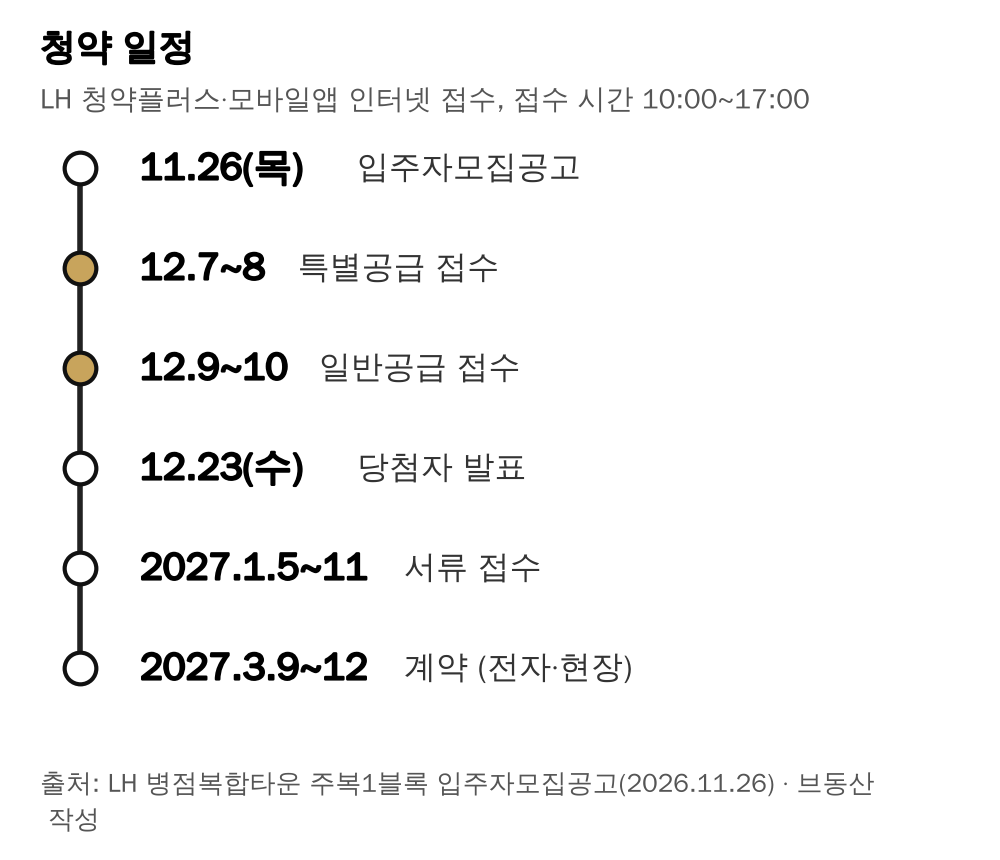 청약 일정
LH 청약플러스·모바일앱 인터넷 접수, 접수 시간 10:00~17:00
11.26(목) 입주자모집공고
12.7~8 특별공급 접수
12.9~10 일반공급 접수
12.23(수) 당첨자 발표
2027.1.5~11 서류 접수
2027.3.9~12 계약 (전자·현장)
출처: LH 병점복합타운 주복1블록 입주자모집공고(2026.11.26) · 브동산
작성